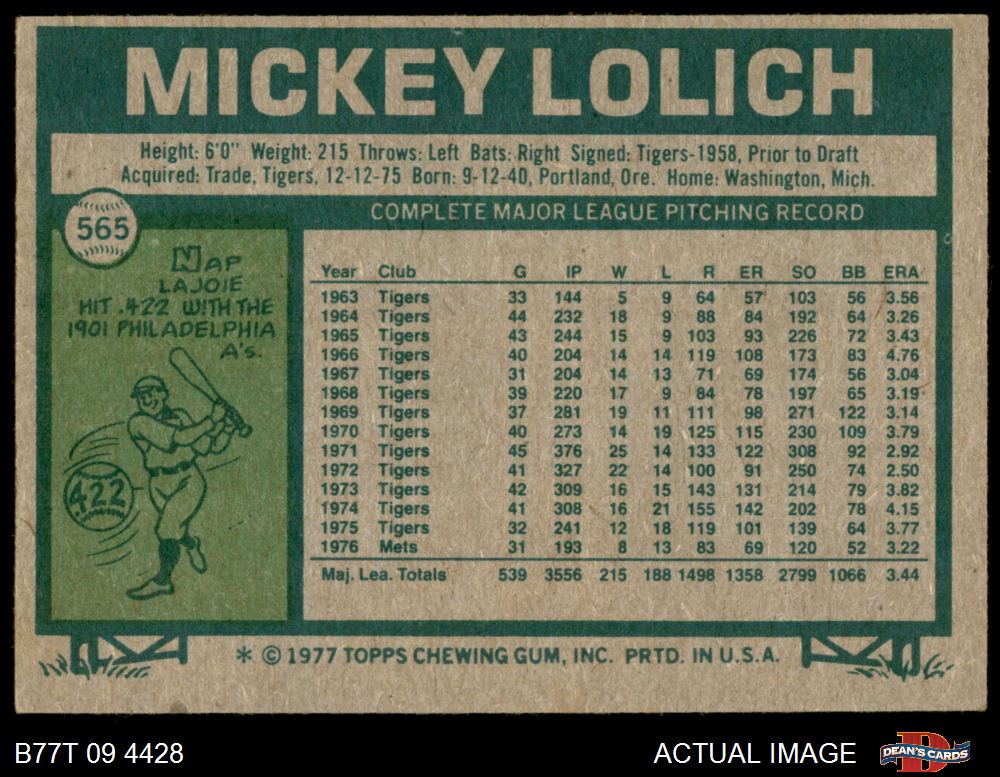 MICKEY LOLICH
Height: 6'0" Weight: 215 Throws: Left Bats: Right Signed: Tigers-1958, Prior to Draft
Acquired: Trade, Tigers, 12-12-75 Born: 9-12-40, Portland, Ore. Home: Washington, Mich.
565
NAP
LAJOIE
HIT .422 WITH THE
1901 PHILADELPHIA
A's.
422
COMPLETE MAJOR LEAGUE PITCHING RECORD
Year Club G IP W L R ER SO BB ERA
1963 Tigers 33 144 5 9 64 57 103 56 3.56
1964 Tigers 44 232 18 9 88 84 192 64 3.26
1965 Tigers 43 244 15 9 103 93 226 72 3.43
1966 Tigers 40 204 14 14 119 108 173 83 4.76
1967 Tigers 31 204 14 13 71 69 174 56 3.04
1968 Tigers 39 220 17 9 84 78 197 65 3.19
1969 Tigers 37 281 19 11 111 98 271 122 3.14
1970 Tigers 40 273 14 19 125 115 230 109 3.79
1971 Tigers 45 376 25 14 133 122 308 92 2.92
1972 Tigers 41 327 22 14 100 91 250 74 2.50
1973 Tigers 42 309 16 15 143 131 214 79 3.82
1974 Tigers 41 308 16 21 155 142 202 78 4.15
1975 Tigers 32 241 12 18 119 101 139 64 3.77
1976 Mets 31 193 8 13 83 69 120 52 3.22
Maj. Lea. Totals 539 3556 215 188 1498 1358 2799 1066 3.44
* © 1977 TOPPS CHEWING GUM, INC. PRTD. IN U.S.A.
B77T 09 4428
ACTUAL IMAGE
D
DEAN'S CARDS